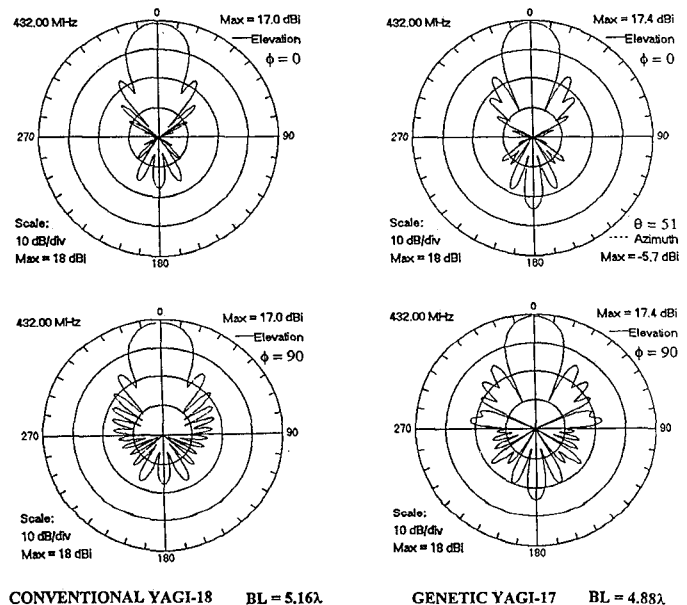 0
432.00 MHz
Max = 17.0 dBi
Elevation
ϕ = 0
270
90
Scale:
10 dB/div
Max = 18 dBi
180
0
Max = 17.4 dBi
432.00 MHz
Elevation
ϕ = 0
270
90
Scale:
10 dB/div
Max = 18 dBi
θ = 51
Azimuth
Max = -5.7 dBi
180
0
432.00 MHz
Max = 17.0 dBi
Elevation
ϕ = 90
270
90
Scale:
10 dB/div
Max = 18 dBi
180
0
432.00 MHz
Max = 17.4 dBi
Elevation
ϕ = 90
270
90
Scale:
10 dB/div
Max = 18 dBi
180
CONVENTIONAL YAGI-18 BL = 5.16λ
GENETIC YAGI-17 BL = 4.88λ